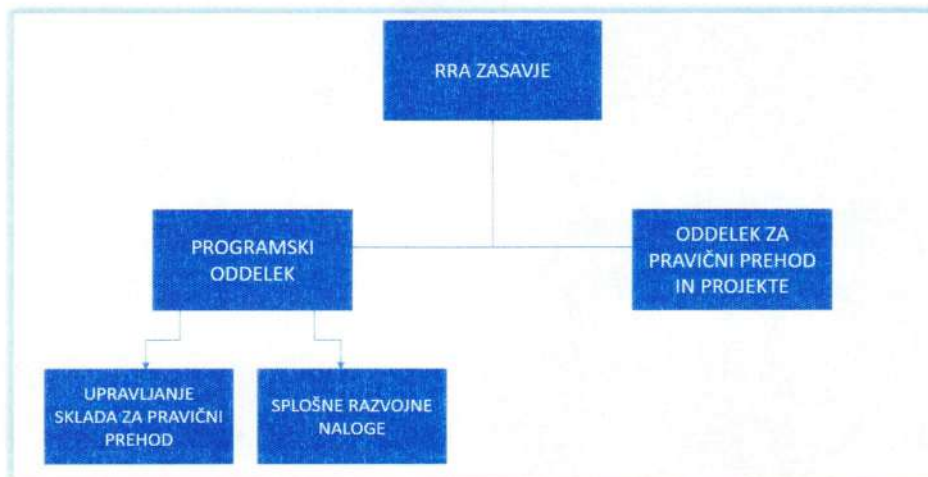 RRA ZASAVJE
PROGRAMSKI
ODDELEK
ODDELEK ZA
PRAVIČNI PREHOD
IN PROJEKTE
UPRAVLJANJE
SKLADA ZA PRAVIČNI
PREHOD
SPLOŠNE RAZVOJNE
NALOGE